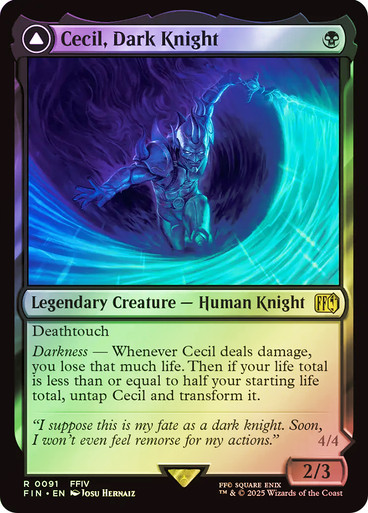 Cecil, Dark Knight
Legendary Creature — Human Knight
FFIV
Deathtouch
Darkness — Whenever Cecil deals damage,
you lose that much life. Then if your life total
is less than or equal to half your starting life
total, untap Cecil and transform it.
“I suppose this is my fate as a dark knight. Soon,
I won’t even feel remorse for my actions.”
4/4
2/3
R 0091 FFIV
FIN • EN Josu Hernaiz
FF© SQUARE ENIX
™ & © 2025 Wizards of the Coast